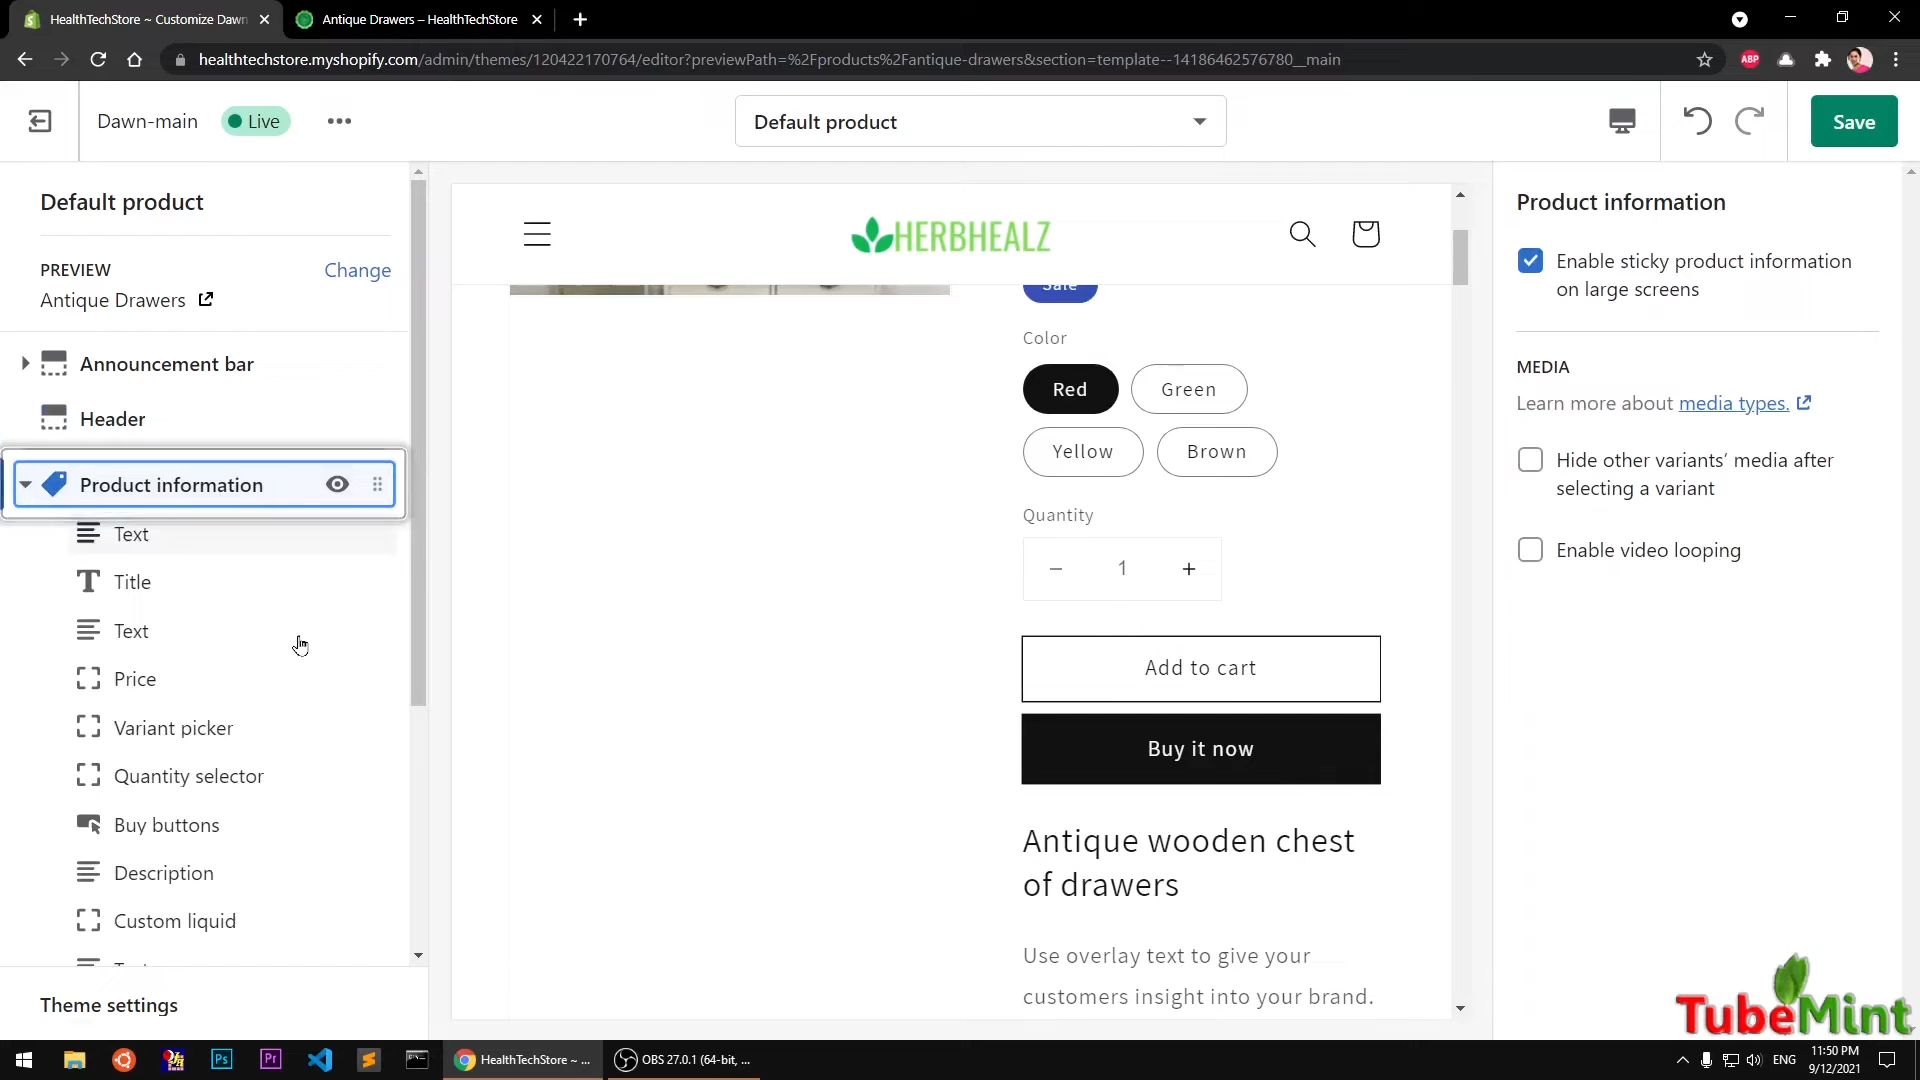 HealthTechStore ~ Customize Dawn
Antique Drawers – HealthTechStore
healthtechstore.myshopify.com/admin/themes/120422170764/editor?previewPath=%2Fproducts%2Fantique-drawers&section=template--14186462576780__main
ABP
Dawn-main
Live
Default product
Save
Default product
PREVIEW
Change
Antique Drawers
Announcement bar
Header
Product information
Text
Title
Text
Price
Variant picker
Quantity selector
Buy buttons
Description
Custom liquid
Theme settings
HERBHEALZ
Sale
Color
Red
Green
Yellow
Brown
Quantity
1
Add to cart
Buy it now
Antique wooden chest
of drawers
Use overlay text to give your
customers insight into your brand.
Product information
Enable sticky product information
on large screens
MEDIA
Learn more about media types.
Hide other variants’ media after
selecting a variant
Enable video looping
TubeMint
Ps
Pr
HealthTechStore ~ ...
OBS 27.0.1 (64-bit, ...
ENG
11:50 PM
9/12/2021